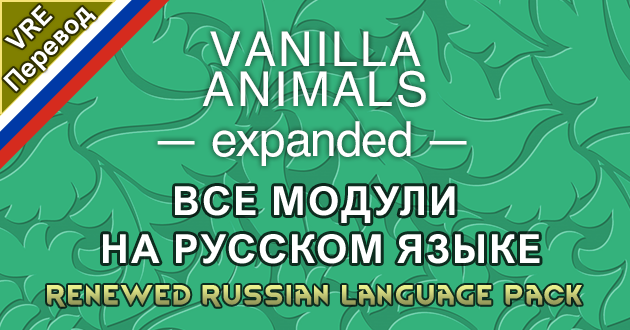 VRE
Перевод
VANILLA
ANIMALS
— expanded —
ВСЕ МОДУЛИ
НА РУССКОМ ЯЗЫКЕ
RENEWED RUSSIAN LANGUAGE PACK